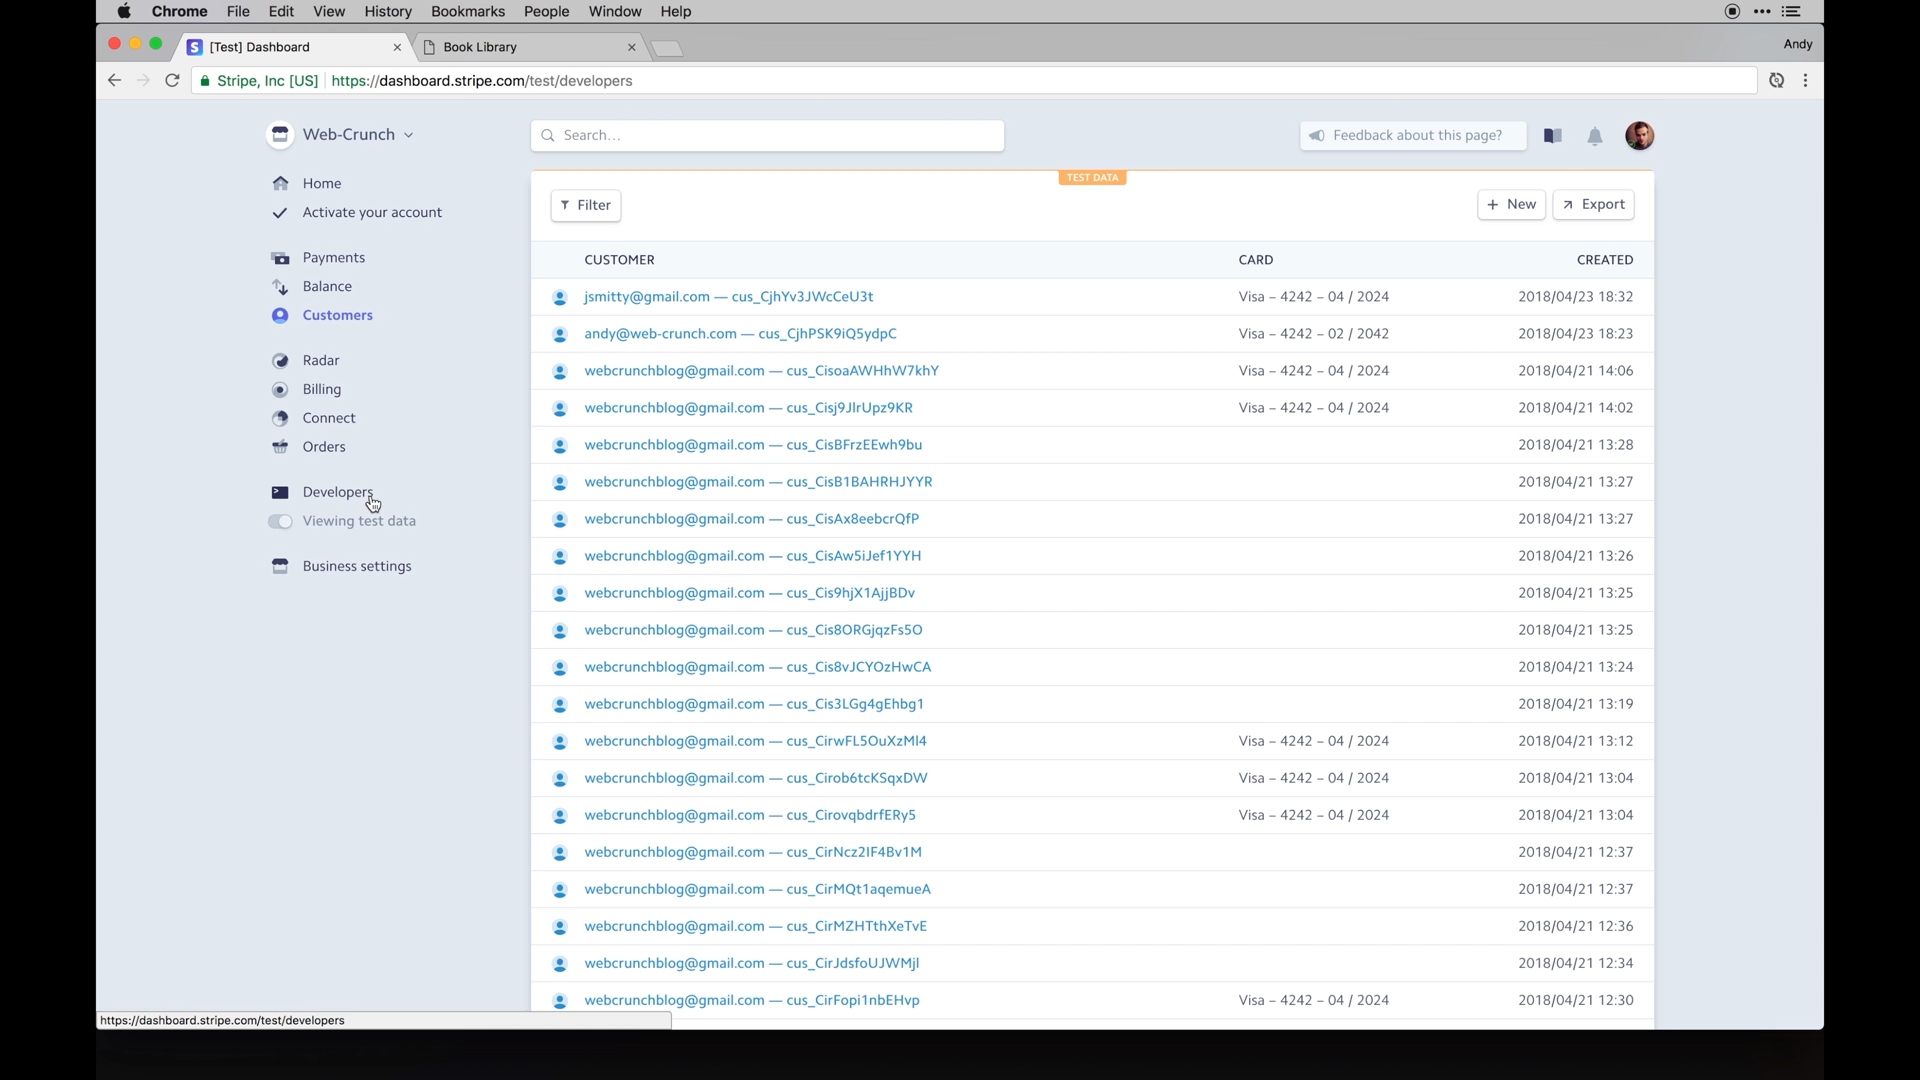 Chrome File Edit View History Bookmarks People Window Help
[Test] Dashboard
Book Library
Andy
Stripe, Inc [US] https://dashboard.stripe.com/test/developers
Web-Crunch
Search…
Feedback about this page?
Home
Activate your account
Payments
Balance
Customers
Radar
Billing
Connect
Orders
Developers
Viewing test data
Business settings
TEST DATA
Filter
New
Export
CUSTOMER CARD CREATED
jsmitty@gmail.com — cus_CjhYv3JWcCeU3t Visa – 4242 – 04 / 2024 2018/04/23 18:32
andy@web-crunch.com — cus_CjhPSK9iQ5ydpC Visa – 4242 – 02 / 2042 2018/04/23 18:23
webcrunchblog@gmail.com — cus_CisoaAWHhW7khY Visa – 4242 – 04 / 2024 2018/04/21 14:06
webcrunchblog@gmail.com — cus_Cisj9JlrUpz9KR Visa – 4242 – 04 / 2024 2018/04/21 14:02
webcrunchblog@gmail.com — cus_CisBFrzEEwh9bu 2018/04/21 13:28
webcrunchblog@gmail.com — cus_CisB1BAHRHJYYR 2018/04/21 13:27
webcrunchblog@gmail.com — cus_CisAx8eebcrQfP 2018/04/21 13:27
webcrunchblog@gmail.com — cus_CisAw5iJef1YYH 2018/04/21 13:26
webcrunchblog@gmail.com — cus_Cis9hjX1AjjBDv 2018/04/21 13:25
webcrunchblog@gmail.com — cus_Cis8ORGjqzFs5O 2018/04/21 13:25
webcrunchblog@gmail.com — cus_Cis8vJCYOzHwCA 2018/04/21 13:24
webcrunchblog@gmail.com — cus_Cis3LGg4gEhbg1 2018/04/21 13:19
webcrunchblog@gmail.com — cus_CirwFL5OuXzMl4 Visa – 4242 – 04 / 2024 2018/04/21 13:12
webcrunchblog@gmail.com — cus_Cirob6tcKSqxDW Visa – 4242 – 04 / 2024 2018/04/21 13:04
webcrunchblog@gmail.com — cus_CirovqbdrfERy5 Visa – 4242 – 04 / 2024 2018/04/21 13:04
webcrunchblog@gmail.com — cus_CirNcz2IF4Bv1M 2018/04/21 12:37
webcrunchblog@gmail.com — cus_CirMQt1aqemueA 2018/04/21 12:37
webcrunchblog@gmail.com — cus_CirMZHTthXeTvE 2018/04/21 12:36
webcrunchblog@gmail.com — cus_CirJdsfoUJWMjl 2018/04/21 12:34
webcrunchblog@gmail.com — cus_CirFopi1nbEHvp Visa – 4242 – 04 / 2024 2018/04/21 12:30
https://dashboard.stripe.com/test/developers